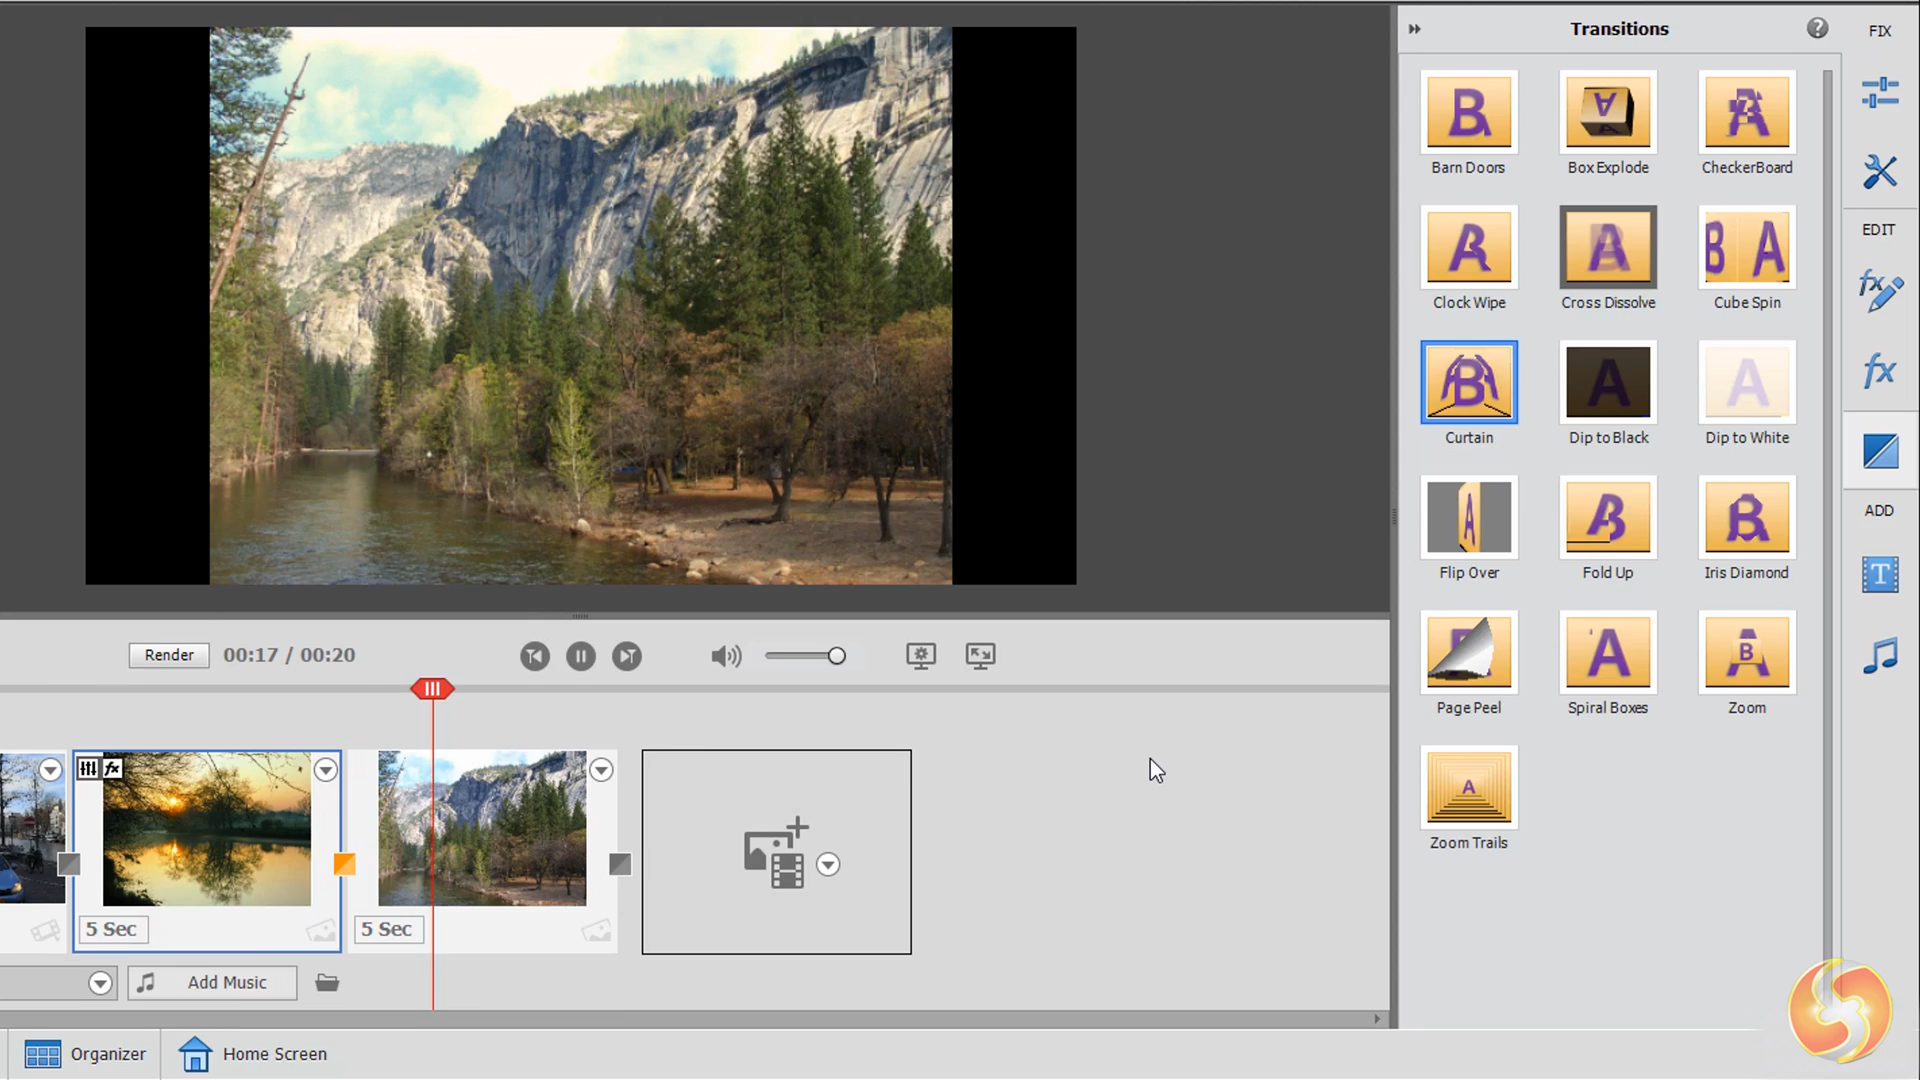 Transitions
FIX
Barn Doors
Box Explode
CheckerBoard
Clock Wipe
Cross Dissolve
Cube Spin
EDIT
Curtain
Dip to Black
Dip to White
ADD
Flip Over
Fold Up
Iris Diamond
Page Peel
Spiral Boxes
Zoom
Zoom Trails
Render
00:17 / 00:20
5 Sec
5 Sec
Add Music
Organizer
Home Screen